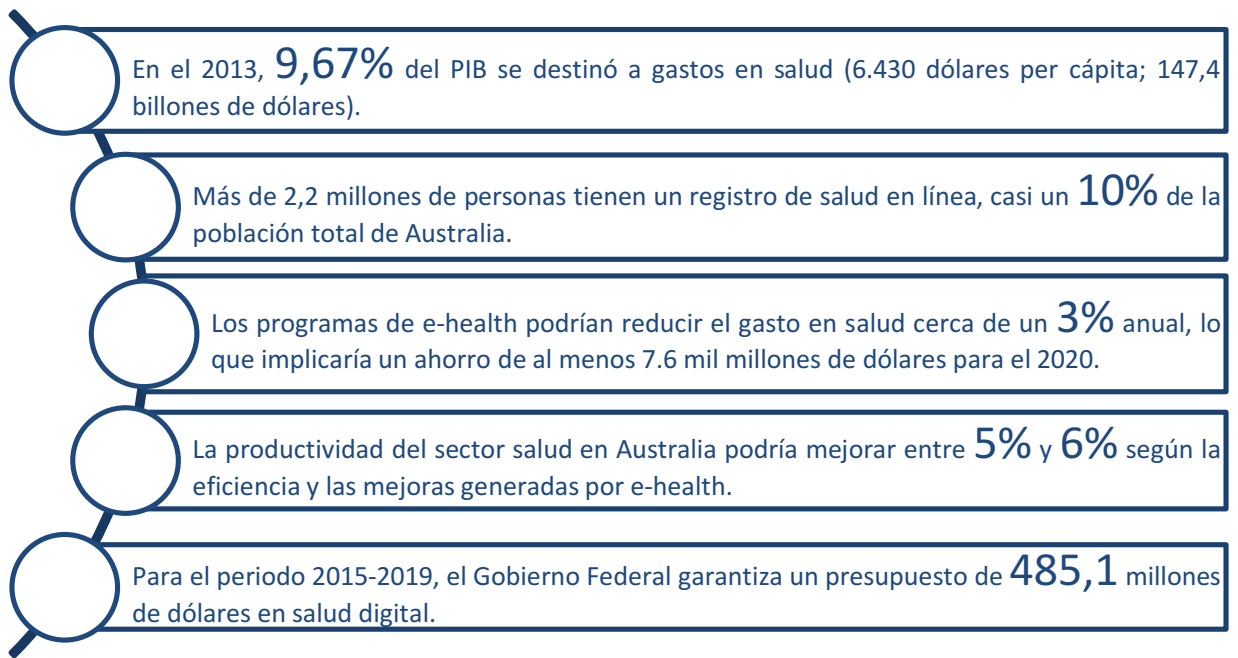 En el 2013, 9,67% del PIB se destinó a gastos en salud (6.430 dólares per cápita; 147,4
billones de dólares).
Más de 2,2 millones de personas tienen un registro de salud en línea, casi un 10% de la
población total de Australia.
Los programas de e-health podrían reducir el gasto en salud cerca de un 3% anual, lo
que implicaría un ahorro de al menos 7.6 mil millones de dólares para el 2020.
La productividad del sector salud en Australia podría mejorar entre 5% y 6% según la
eficiencia y las mejoras generadas por e-health.
Para el periodo 2015-2019, el Gobierno Federal garantiza un presupuesto de 485,1 millones
de dólares en salud digital.